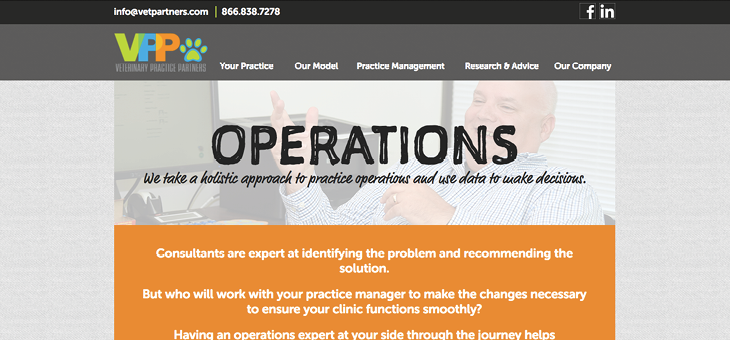 info@vetpartners.com | 866.838.7278
f in
VPP
VETERINARY PRACTICE PARTNERS
Your Practice Our Model Practice Management Research & Advice Our Company
OPERATIONS
We take a holistic approach to practice operations and use data to make decisions.
Consultants are expert at identifying the problem and recommending the
solution.
But who will work with your practice manager to make the changes necessary
to ensure your clinic functions smoothly?
Having an operations expert at your side through the journey helps